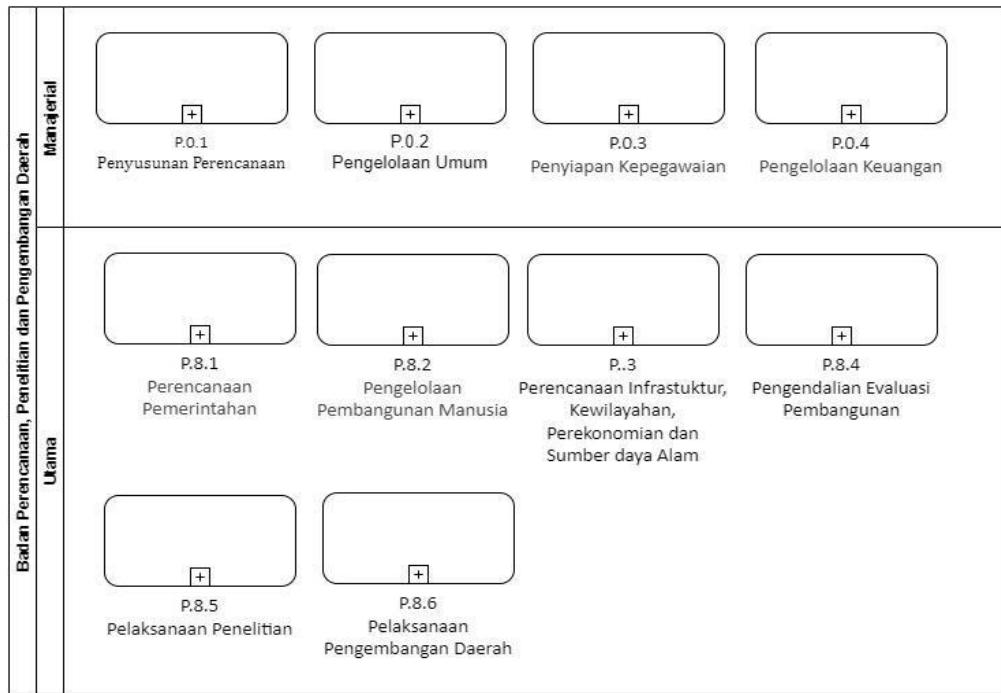 Badan Perencanaan, Penelitian dan Pengembangan Daerah
Manajerial
P.0.1
Penyusunan Perencanaan
P.0.2
Pengelolaan Umum
P.0.3
Penyiapan Kepegawaian
P.0.4
Pengelolaan Keuangan
Utama
P.8.1
Perencanaan
Pemerintahan
P.8.2
Pengelolaan
Pembangunan Manusia
P..3
Perencanaan Infrastuktur,
Kewilayahan,
Perekonomian dan
Sumber daya Alam
P.8.4
Pengendalian Evaluasi
Pembangunan
P.8.5
Pelaksanaan Penelitian
P.8.6
Pelaksanaan
Pengembangan Daerah